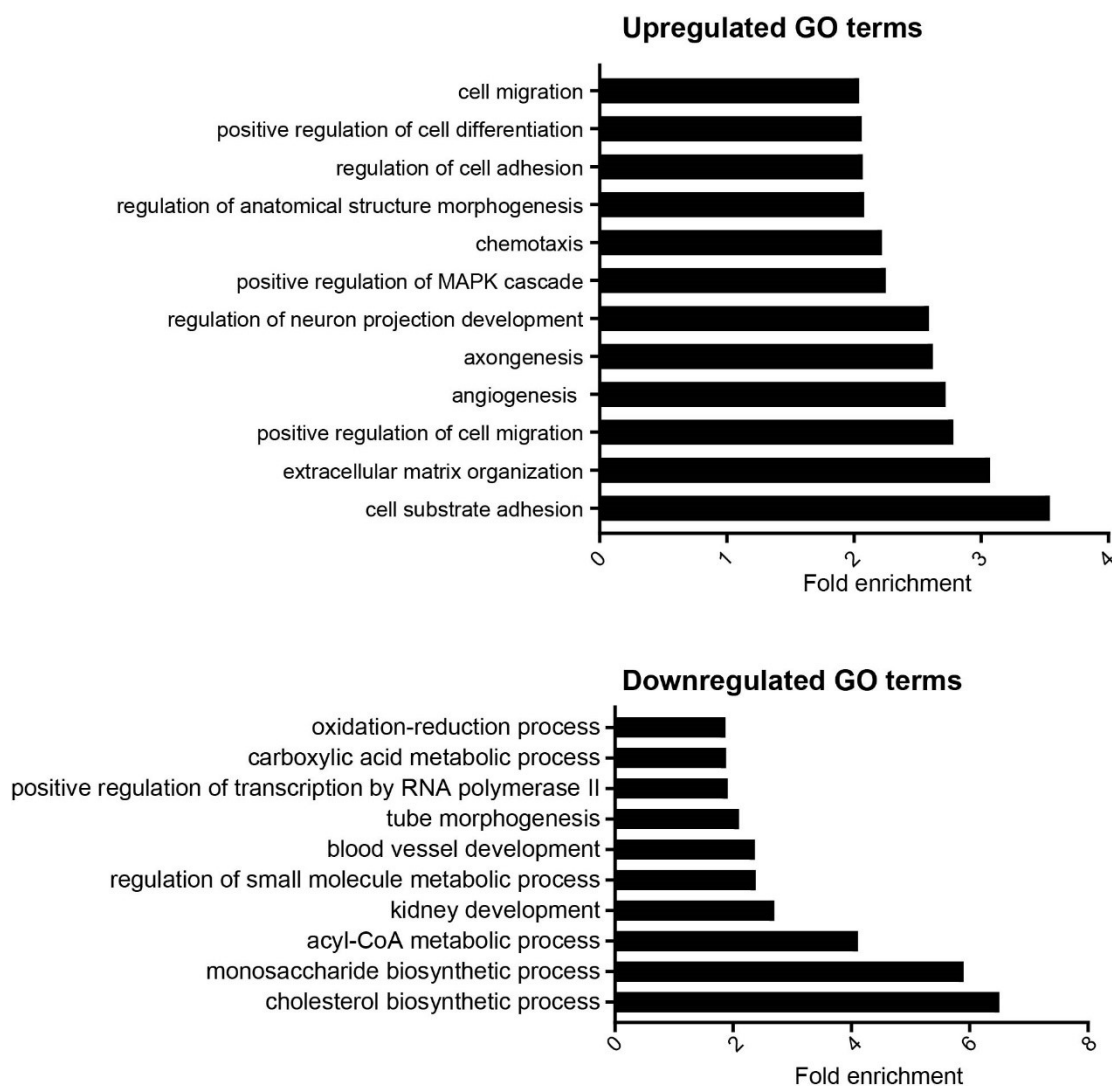 Upregulated GO terms
cell migration
positive regulation of cell differentiation
regulation of cell adhesion
regulation of anatomical structure morphogenesis
chemotaxis
positive regulation of MAPK cascade
regulation of neuron projection development
axongenesis
angiogenesis
positive regulation of cell migration
extracellular matrix organization
cell substrate adhesion
0 1 2 3 4
Fold enrichment
Downregulated GO terms
oxidation-reduction process
carboxylic acid metabolic process
positive regulation of transcription by RNA polymerase II
tube morphogenesis
blood vessel development
regulation of small molecule metabolic process
kidney development
acyl-CoA metabolic process
monosaccharide biosynthetic process
cholesterol biosynthetic process
0 2 4 6 8
Fold enrichment